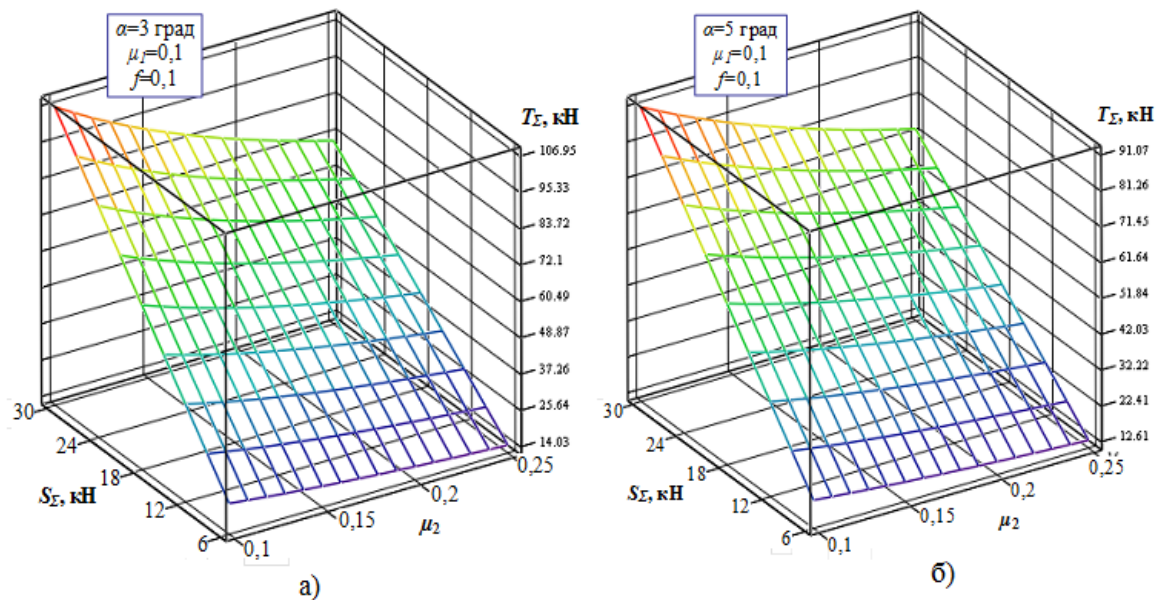 α=3 град
μ1=0,1
f=0,1
TΣ, кН
106.95
95.33
83.72
72.1
60.49
48.87
37.26
25.64
14.03
30
24
18
12
6
SΣ, кН
0,1
0,15
0,2
0,25
μ2
а)
α=5 град
μ1=0,1
f=0,1
TΣ, кН
91.07
81.26
71.45
61.64
51.84
42.03
32.22
22.41
12.61
30
24
18
12
6
SΣ, кН
0,1
0,15
0,2
0,25
μ2
б)